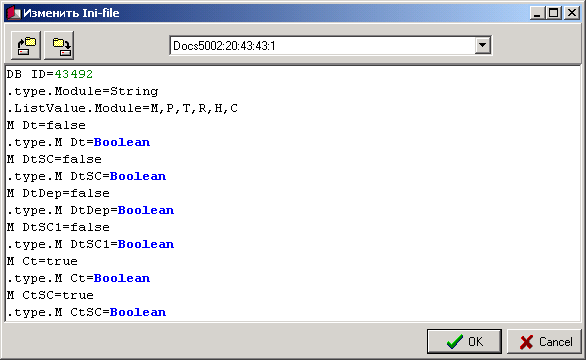 Изменить Ini-file
Docs5002:20:43:43:1
DB ID=43492
.type.Module=String
.ListValue.Module=M,P,T,R,H,C
M Dt=false
.type.M Dt=Boolean
M DtSC=false
.type.M DtSC=Boolean
M DtDep=false
.type.M DtDep=Boolean
M DtSC1=false
.type.M DtSC1=Boolean
M Ct=true
.type.M Ct=Boolean
M CtSC=true
.type.M CtSC=Boolean
OK
Cancel